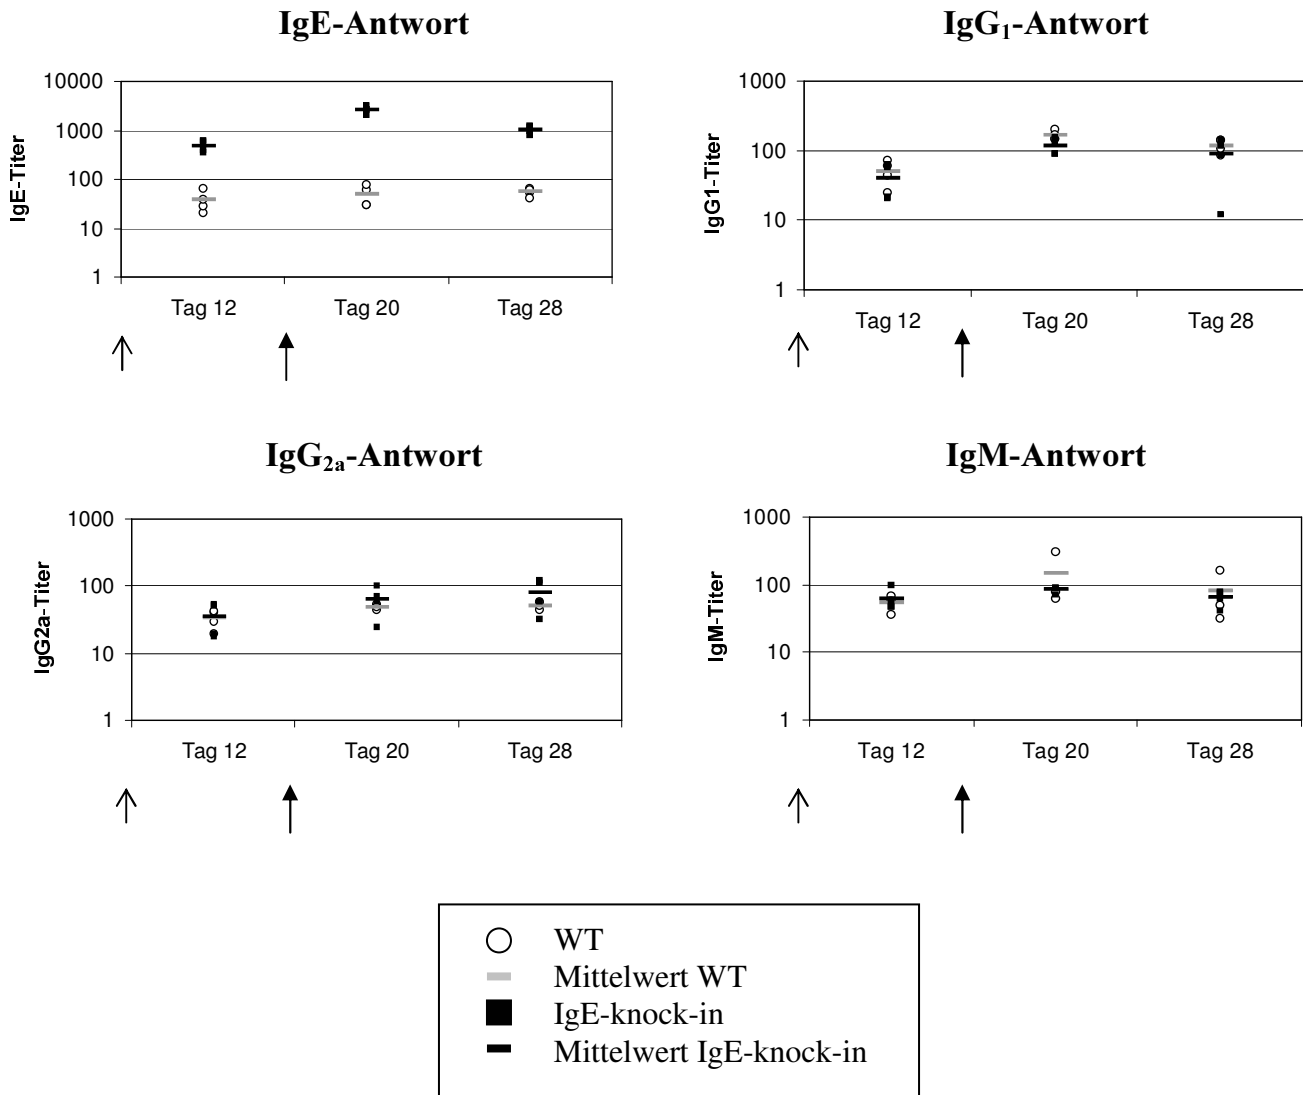 IgE-Antwort
IgE-Titer
10000
1000
100
10
1
Tag 12 Tag 20 Tag 28
IgG1-Antwort
IgG1-Titer
1000
100
10
1
Tag 12 Tag 20 Tag 28
IgG2a-Antwort
IgG2a-Titer
1000
100
10
1
Tag 12 Tag 20 Tag 28
IgM-Antwort
IgM-Titer
1000
100
10
1
Tag 12 Tag 20 Tag 28
WT
Mittelwert WT
IgE-knock-in
Mittelwert IgE-knock-in